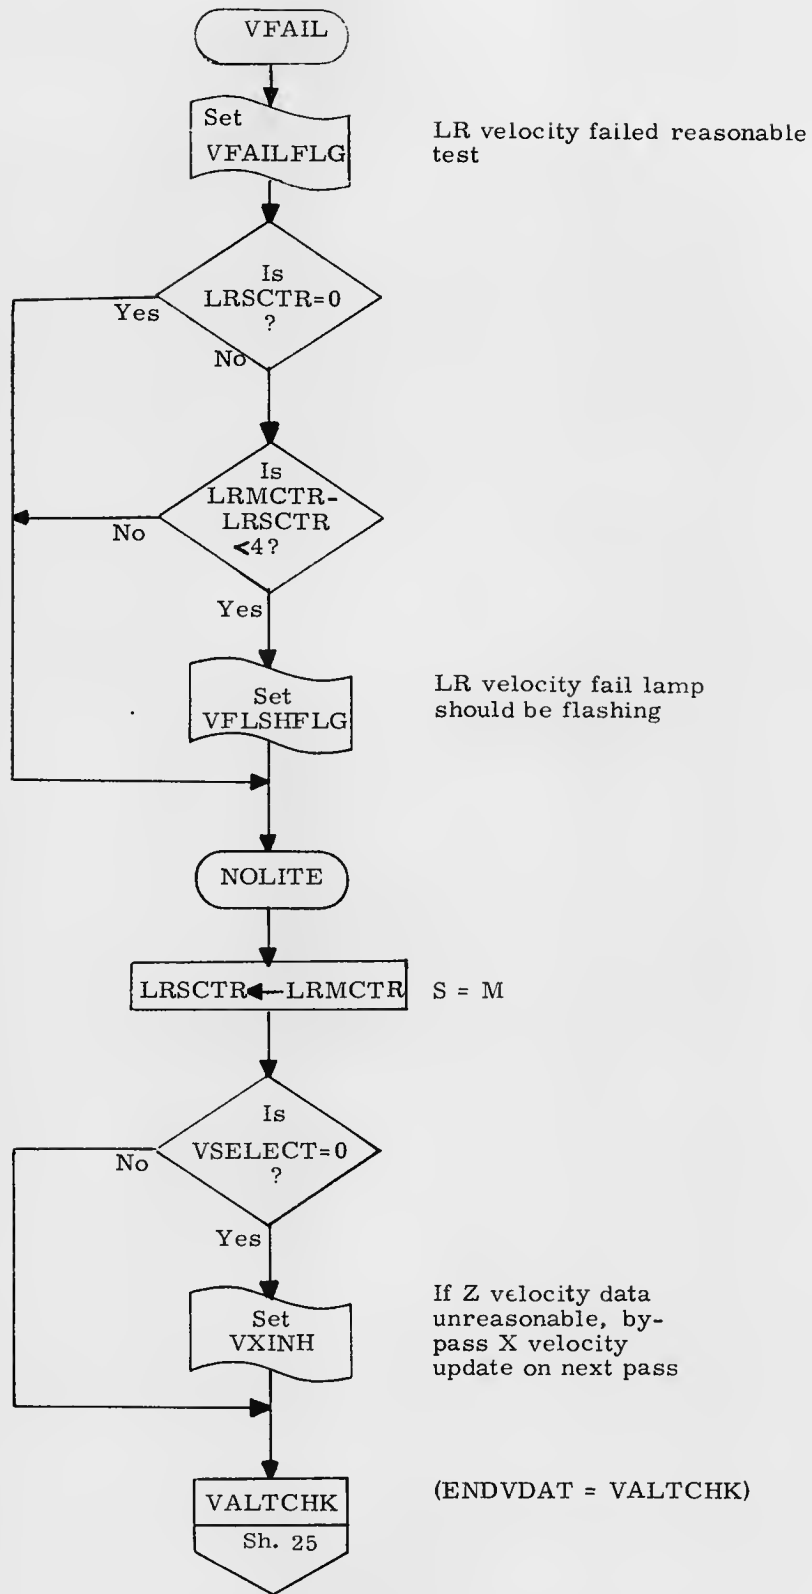 VFAIL
Set
VFAILFLG
LR velocity failed reasonable
test
Is
LRSCTR=0
?
Yes
No
Is
LRMCTR-
LRSCTR
<4?
No
Yes
Set
VFLSHFLG
LR velocity fail lamp
should be flashing
NOLITE
LRSCTR←LRMCTR
S = M
Is
VSELECT=0
?
No
Yes
Set
VXINH
If Z velocity data
unreasonable, by-
pass X velocity
update on next pass
VALTCHK
Sh. 25
(ENDVDAT = VALTCHK)